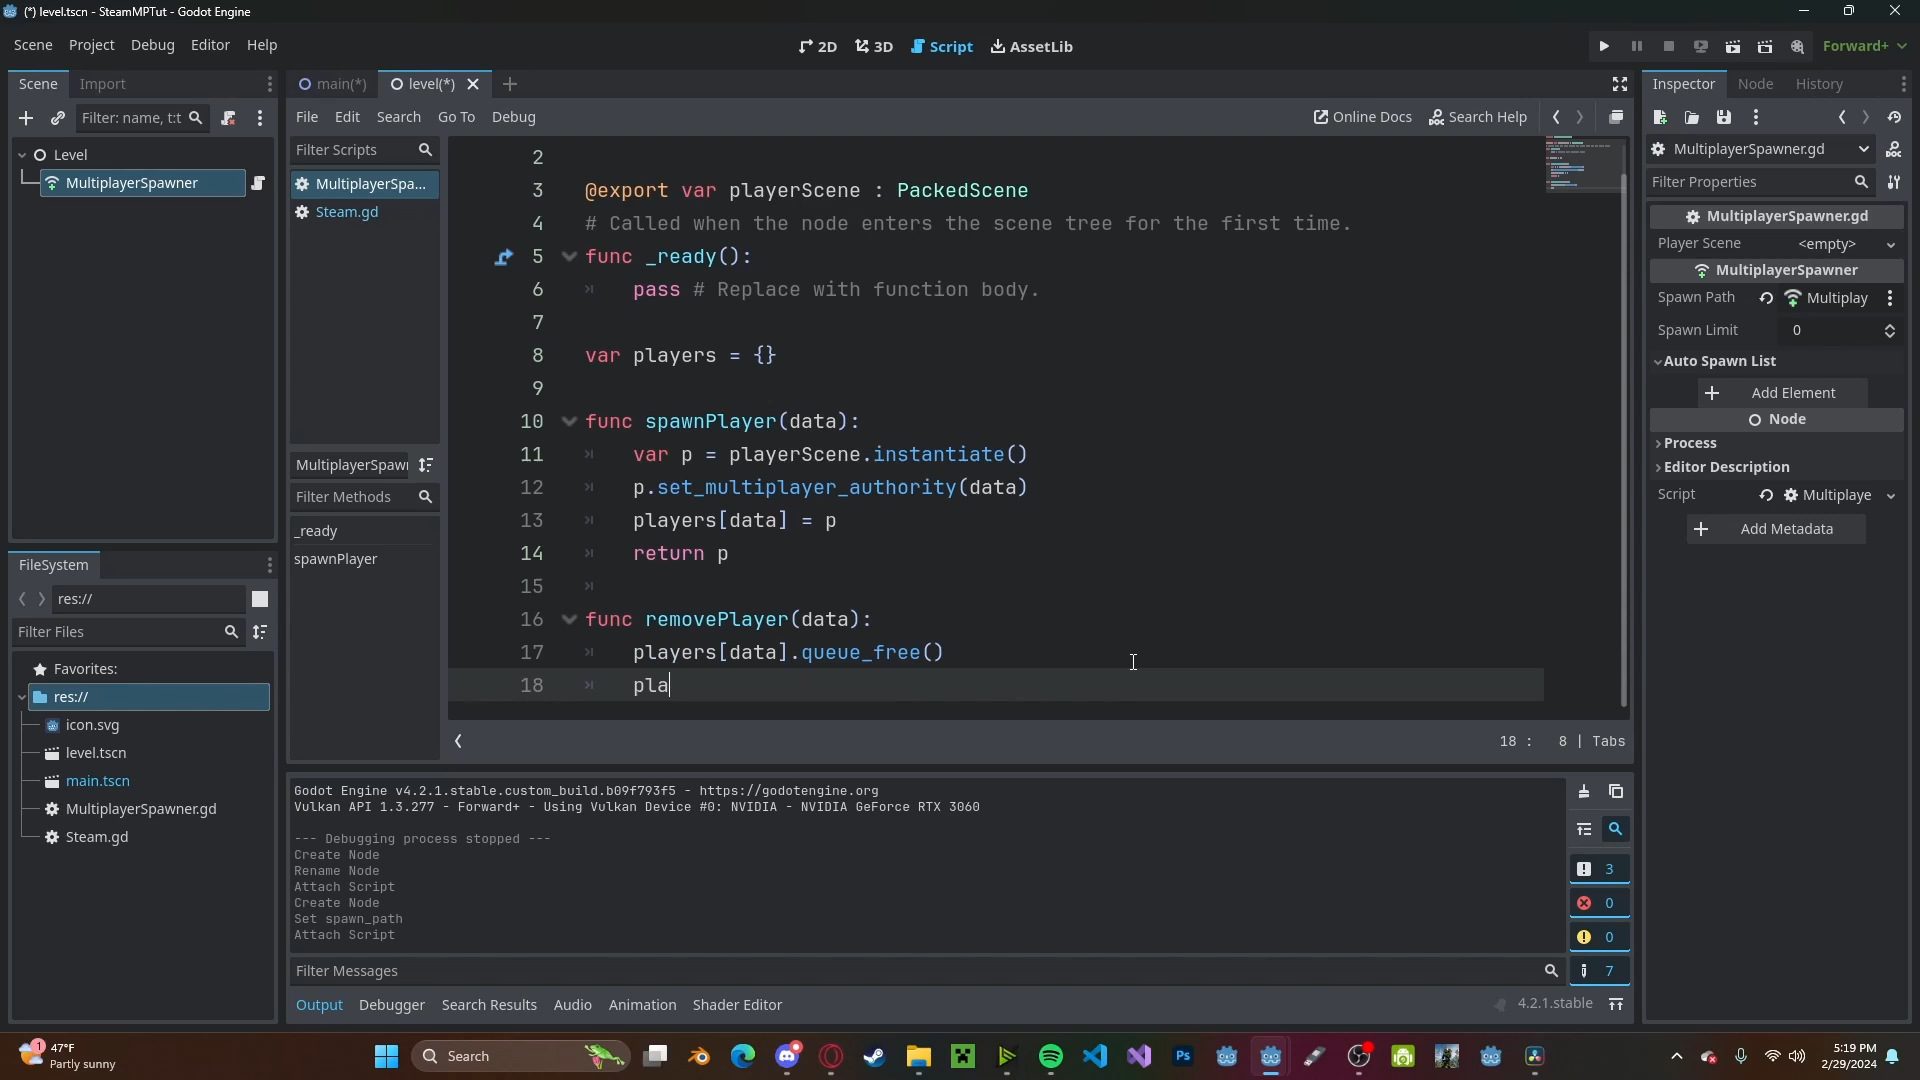 (*) level.tscn - SteamMPTut - Godot Engine
Scene Project Debug Editor Help
2D 3D Script AssetLib
Forward+
Scene Import
main(*) level(*)
Inspector Node History
Filter: name, t:t
File Edit Search Go To Debug
Online Docs Search Help
Filter Scripts
MultiplayerSpa...
Steam.gd
Level
MultiplayerSpawner
MultiplayerSpawn
Filter Methods
_ready
spawnPlayer
2
3 @export var playerScene : PackedScene
4 # Called when the node enters the scene tree for the first time.
5 func _ready():
6 pass # Replace with function body.
7
8 var players = {}
9
10 func spawnPlayer(data):
11 var p = playerScene.instantiate()
12 p.set_multiplayer_authority(data)
13 players[data] = p
14 return p
15
16 func removePlayer(data):
17 players[data].queue_free()
18 pla
18 : 8 | Tabs
MultiplayerSpawner.gd
Filter Properties
MultiplayerSpawner.gd
Player Scene <empty>
MultiplayerSpawner
Spawn Path Multiplay
Spawn Limit 0
Auto Spawn List
Add Element
Node
Process
Editor Description
Script Multiplaye
Add Metadata
FileSystem
res://
Filter Files
Favorites:
res://
icon.svg
level.tscn
main.tscn
MultiplayerSpawner.gd
Steam.gd
Godot Engine v4.2.1.stable.custom_build.b09f793f5 - https://godotengine.org
Vulkan API 1.3.277 - Forward+ - Using Vulkan Device #0: NVIDIA - NVIDIA GeForce RTX 3060
--- Debugging process stopped ---
Create Node
Rename Node
Attach Script
Create Node
Set spawn_path
Attach Script
3
0
0
7
Filter Messages
Output Debugger Search Results Audio Animation Shader Editor
4.2.1.stable
1
47°F
Partly sunny
Search
Ps
5:19 PM
2/29/2024